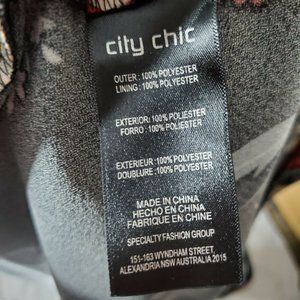 city chic
OUTER: 100% POLYESTER
LINING: 100% POLYESTER
EXTERIOR: 100% POLYESTER
FORRO: 100% POLYESTER
EXTERIEUR: 100% POLYESTER
DOUBLURE: 100% POLYESTER
MADE IN CHINA
HECHO EN CHINA
FABRIQUE EN CHINE
SPECIALTY FASHION GROUP
151-163 WYNDHAM STREET,
ALEXANDRIA NSW AUSTRALIA 2015